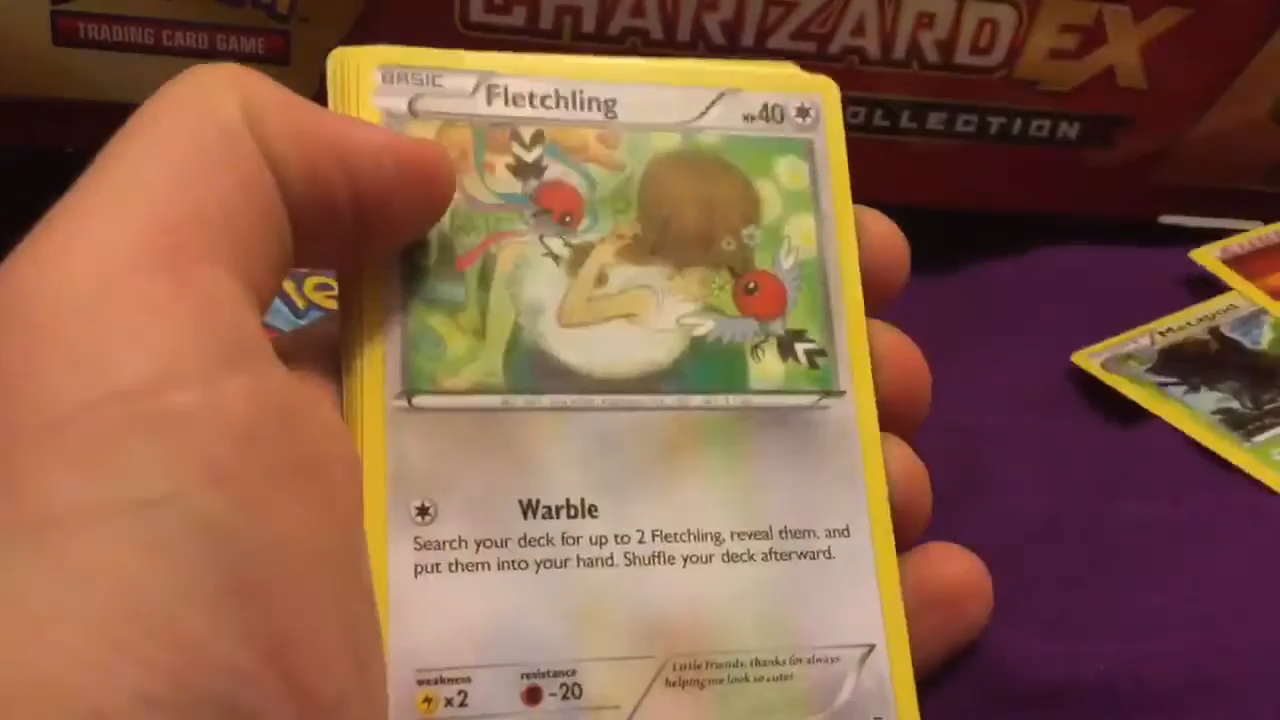 TRADING CARD GAME
CHARIZARD EX
COLLECTION
BASIC
Fletchling
HP40
Metapod
Warble
Search your deck for up to 2 Fletchling, reveal them, and
put them into your hand. Shuffle your deck afterward.
weakness
x2
resistance
-20
Little friends, thanks for always
helping me look so cute!